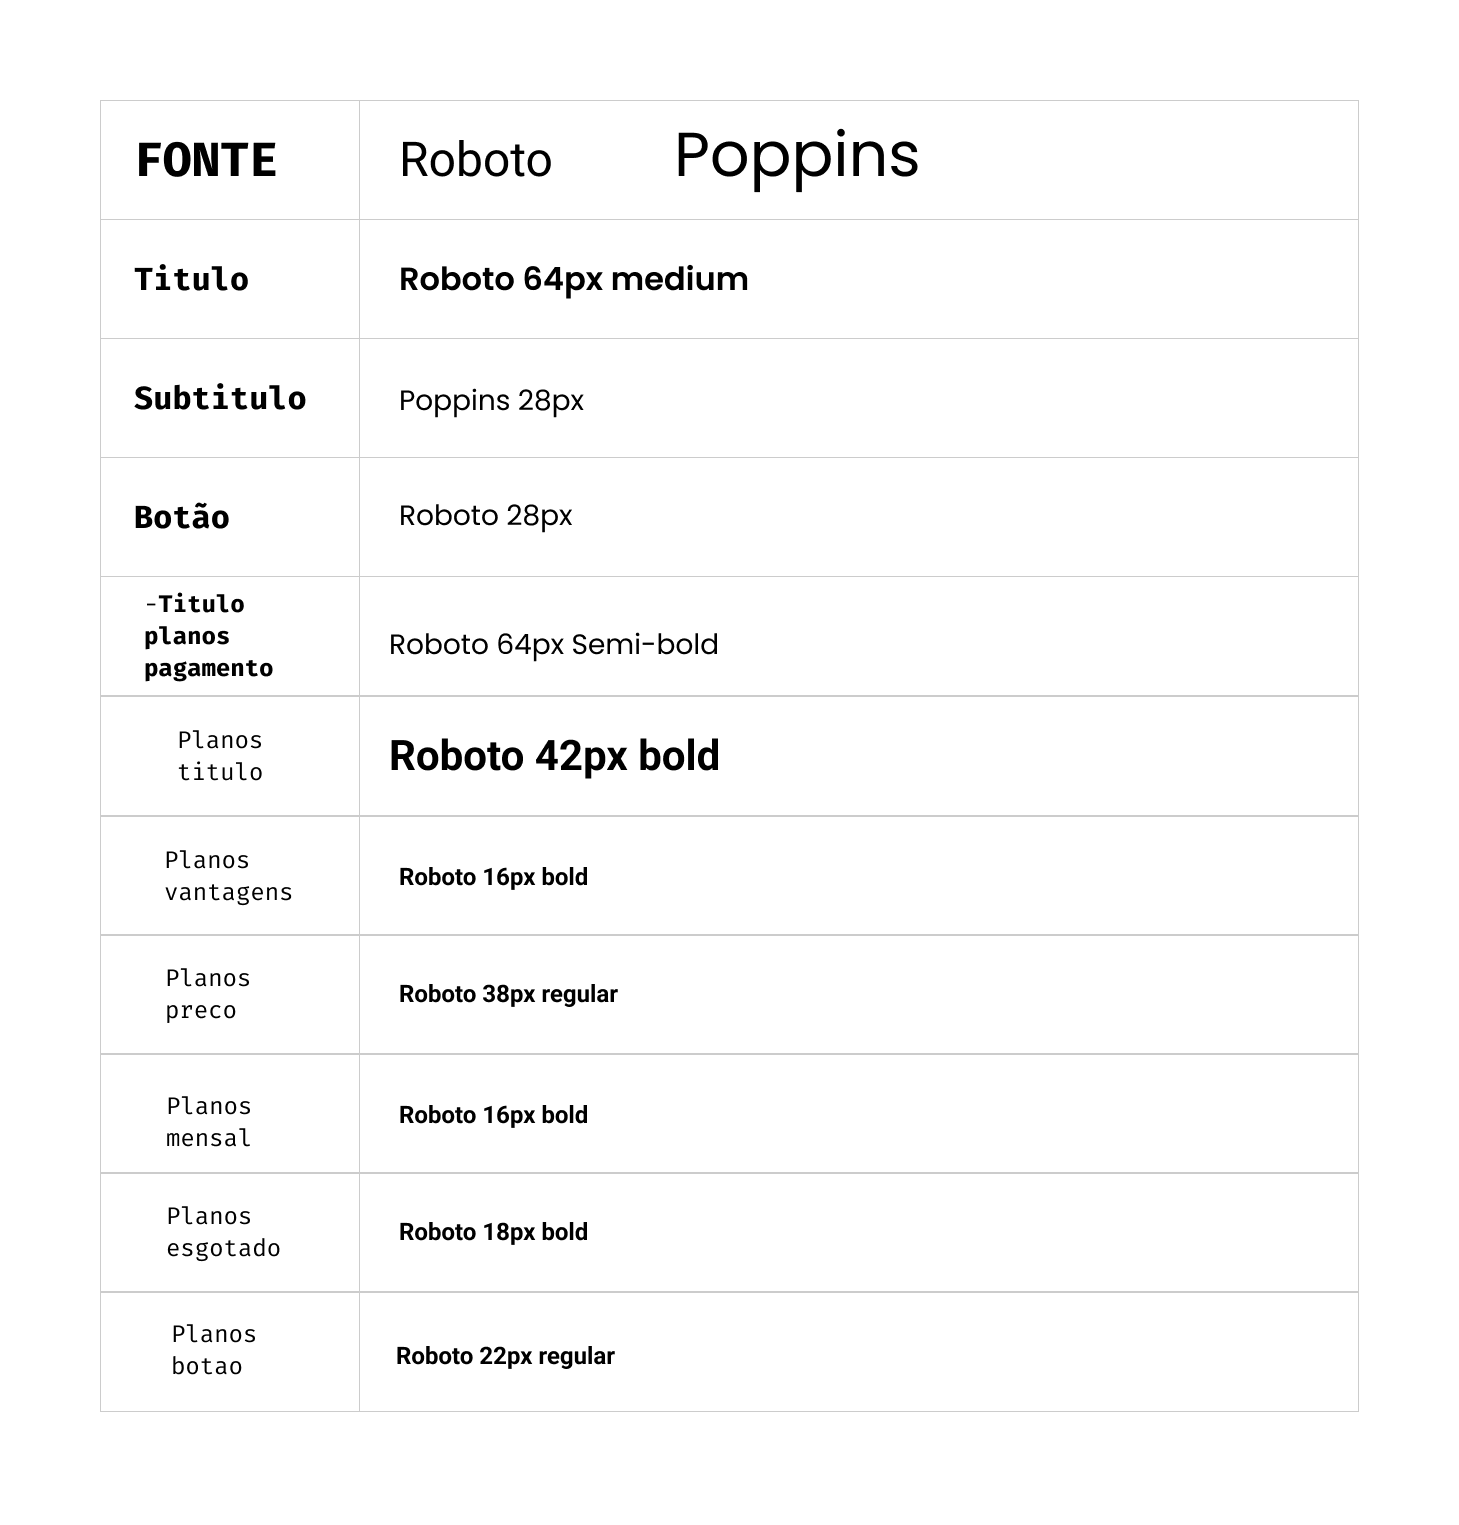 FONTE Roboto Poppins
Titulo Roboto 64px medium
Subtitulo Poppins 28px
Botão Roboto 28px
-Titulo
planos
pagamento
Roboto 64px Semi-bold
Planos
titulo
Roboto 42px bold
Planos
vantagens
Roboto 16px bold
Planos
preco
Roboto 38px regular
Planos
mensal
Roboto 16px bold
Planos
esgotado
Roboto 18px bold
Planos
botao
Roboto 22px regular